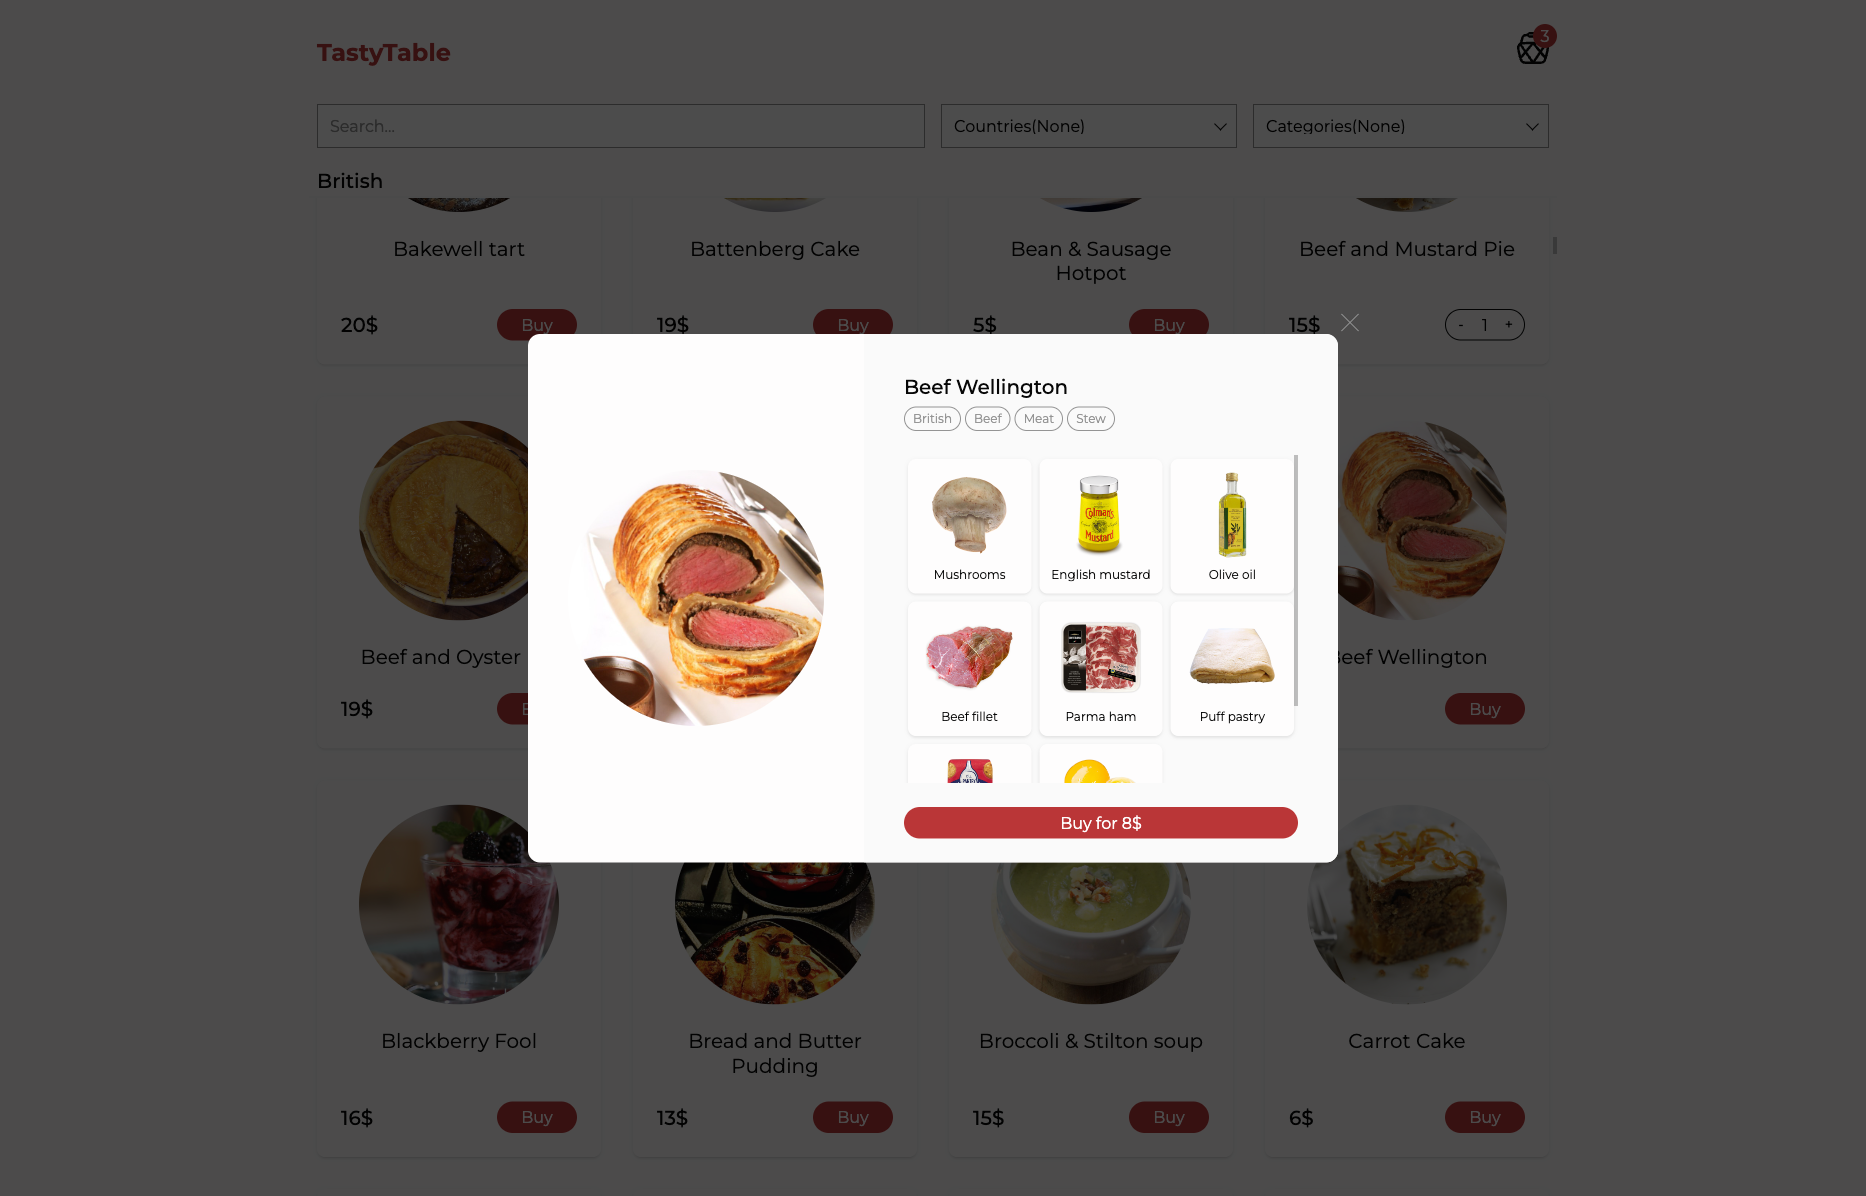 TastyTable
3
Search...
Countries(None)
Categories(None)
British
Bakewell tart
Battenberg Cake
Bean & Sausage
Hotpot
Beef and Mustard Pie
20$
Buy
19$
Buy
5$
Buy
15$
- 1 +
Beef Wellington
British
Beef
Meat
Stew
Mushrooms
Colman's
Mustard
English mustard
Olive oil
Beef fillet
Parma ham
Puff pastry
Buy for 8$
Beef and Oyster
19$
Beef Wellington
Buy
Blackberry Fool
Bread and Butter
Pudding
Broccoli & Stilton soup
Carrot Cake
16$
Buy
13$
Buy
15$
Buy
6$
Buy